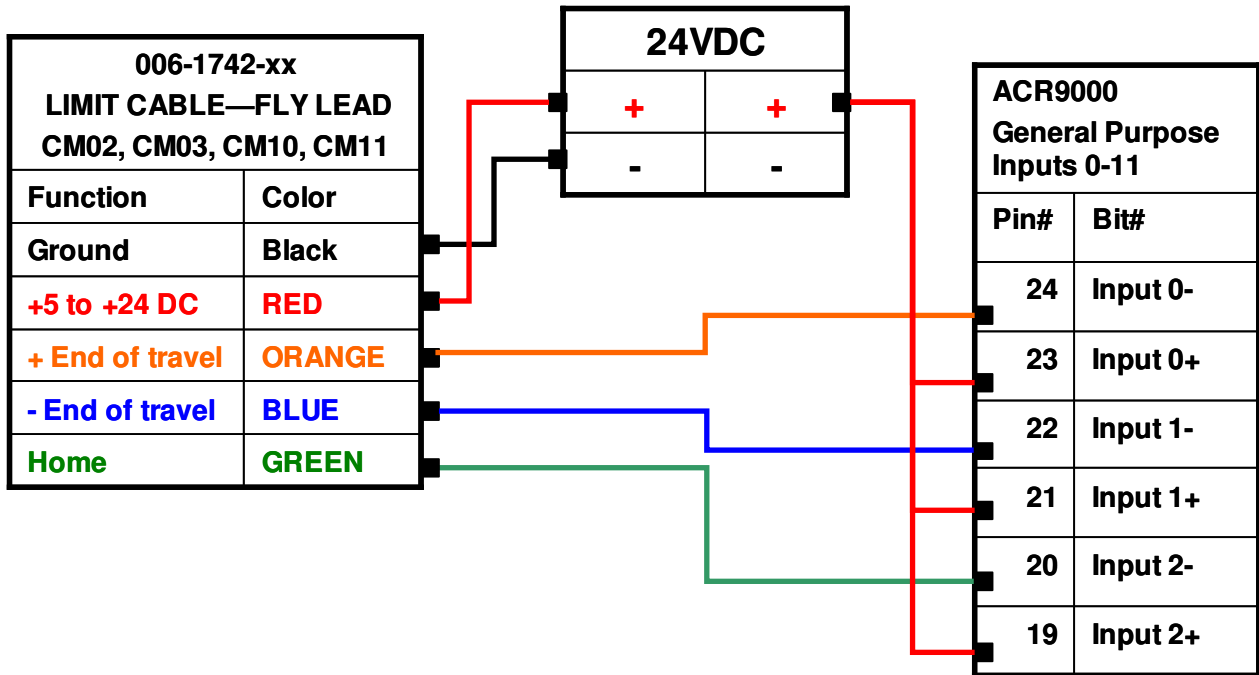 006-1742-xx
LIMIT CABLE—FLY LEAD
CM02, CM03, CM10, CM11
Function Color
Ground Black
+5 to +24 DC RED
+ End of travel ORANGE
- End of travel BLUE
Home GREEN
24VDC
+ +
- -
ACR9000
General Purpose
Inputs 0-11
Pin# Bit#
24 Input 0-
23 Input 0+
22 Input 1-
21 Input 1+
20 Input 2-
19 Input 2+